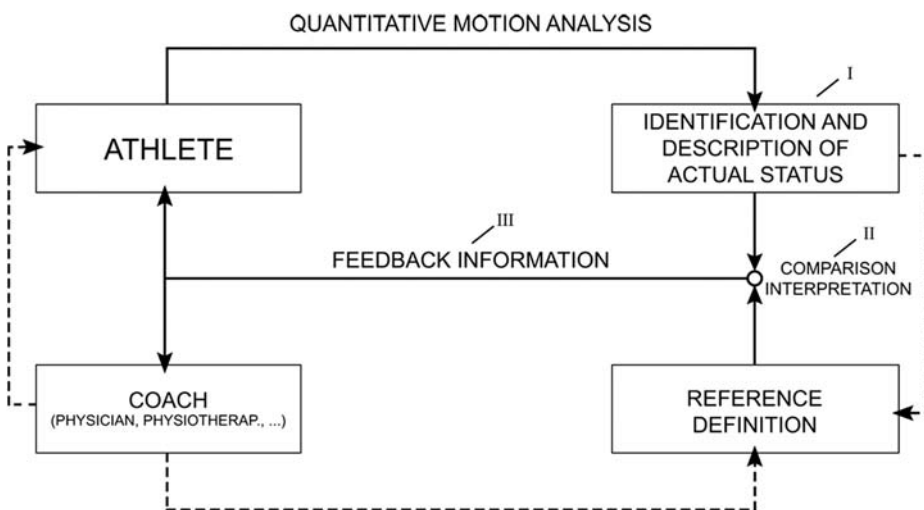 QUANTITATIVE MOTION ANALYSIS
I
ATHLETE
IDENTIFICATION AND
DESCRIPTION OF
ACTUAL STATUS
III
FEEDBACK INFORMATION
II
COMPARISON
INTERPRETATION
COACH
(PHYSICIAN, PHYSIOTHERAP., ...)
REFERENCE
DEFINITION